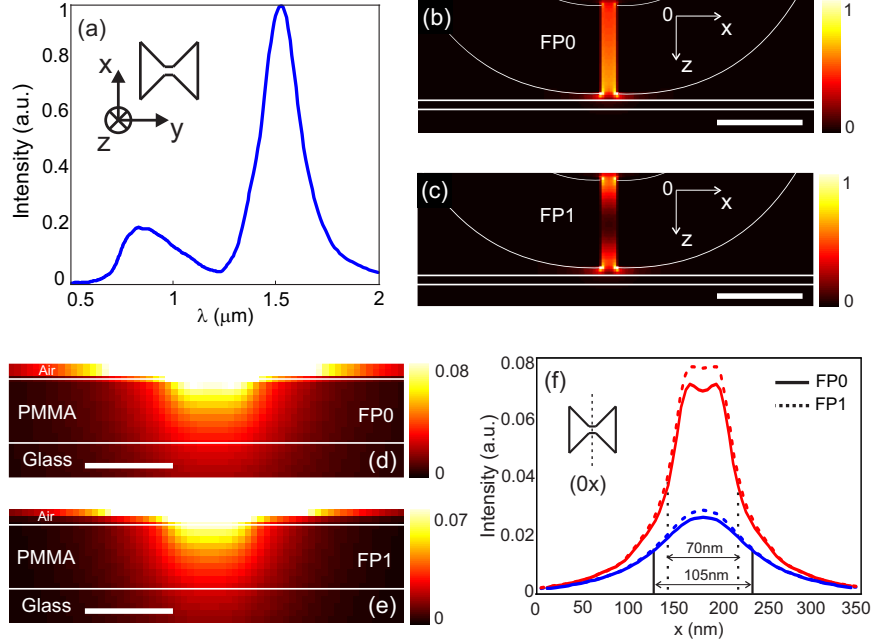 (a)
x
y
z
Intensity (a.u.)
1
0.8
0.6
0.4
0.2
0
0.5
1
1.5
2
λ (μm)
(b)
FP0
0
x
z
1
0
(c)
FP1
0
x
z
1
0
Air
PMMA
FP0
Glass
(d)
0.08
0
Air
PMMA
FP1
Glass
(e)
0.07
0
(f)
FP0
FP1
(0x)
70nm
105nm
Intensity (a.u.)
0.08
0.06
0.04
0.02
0
0
50
100
150
200
250
300
350
x (nm)